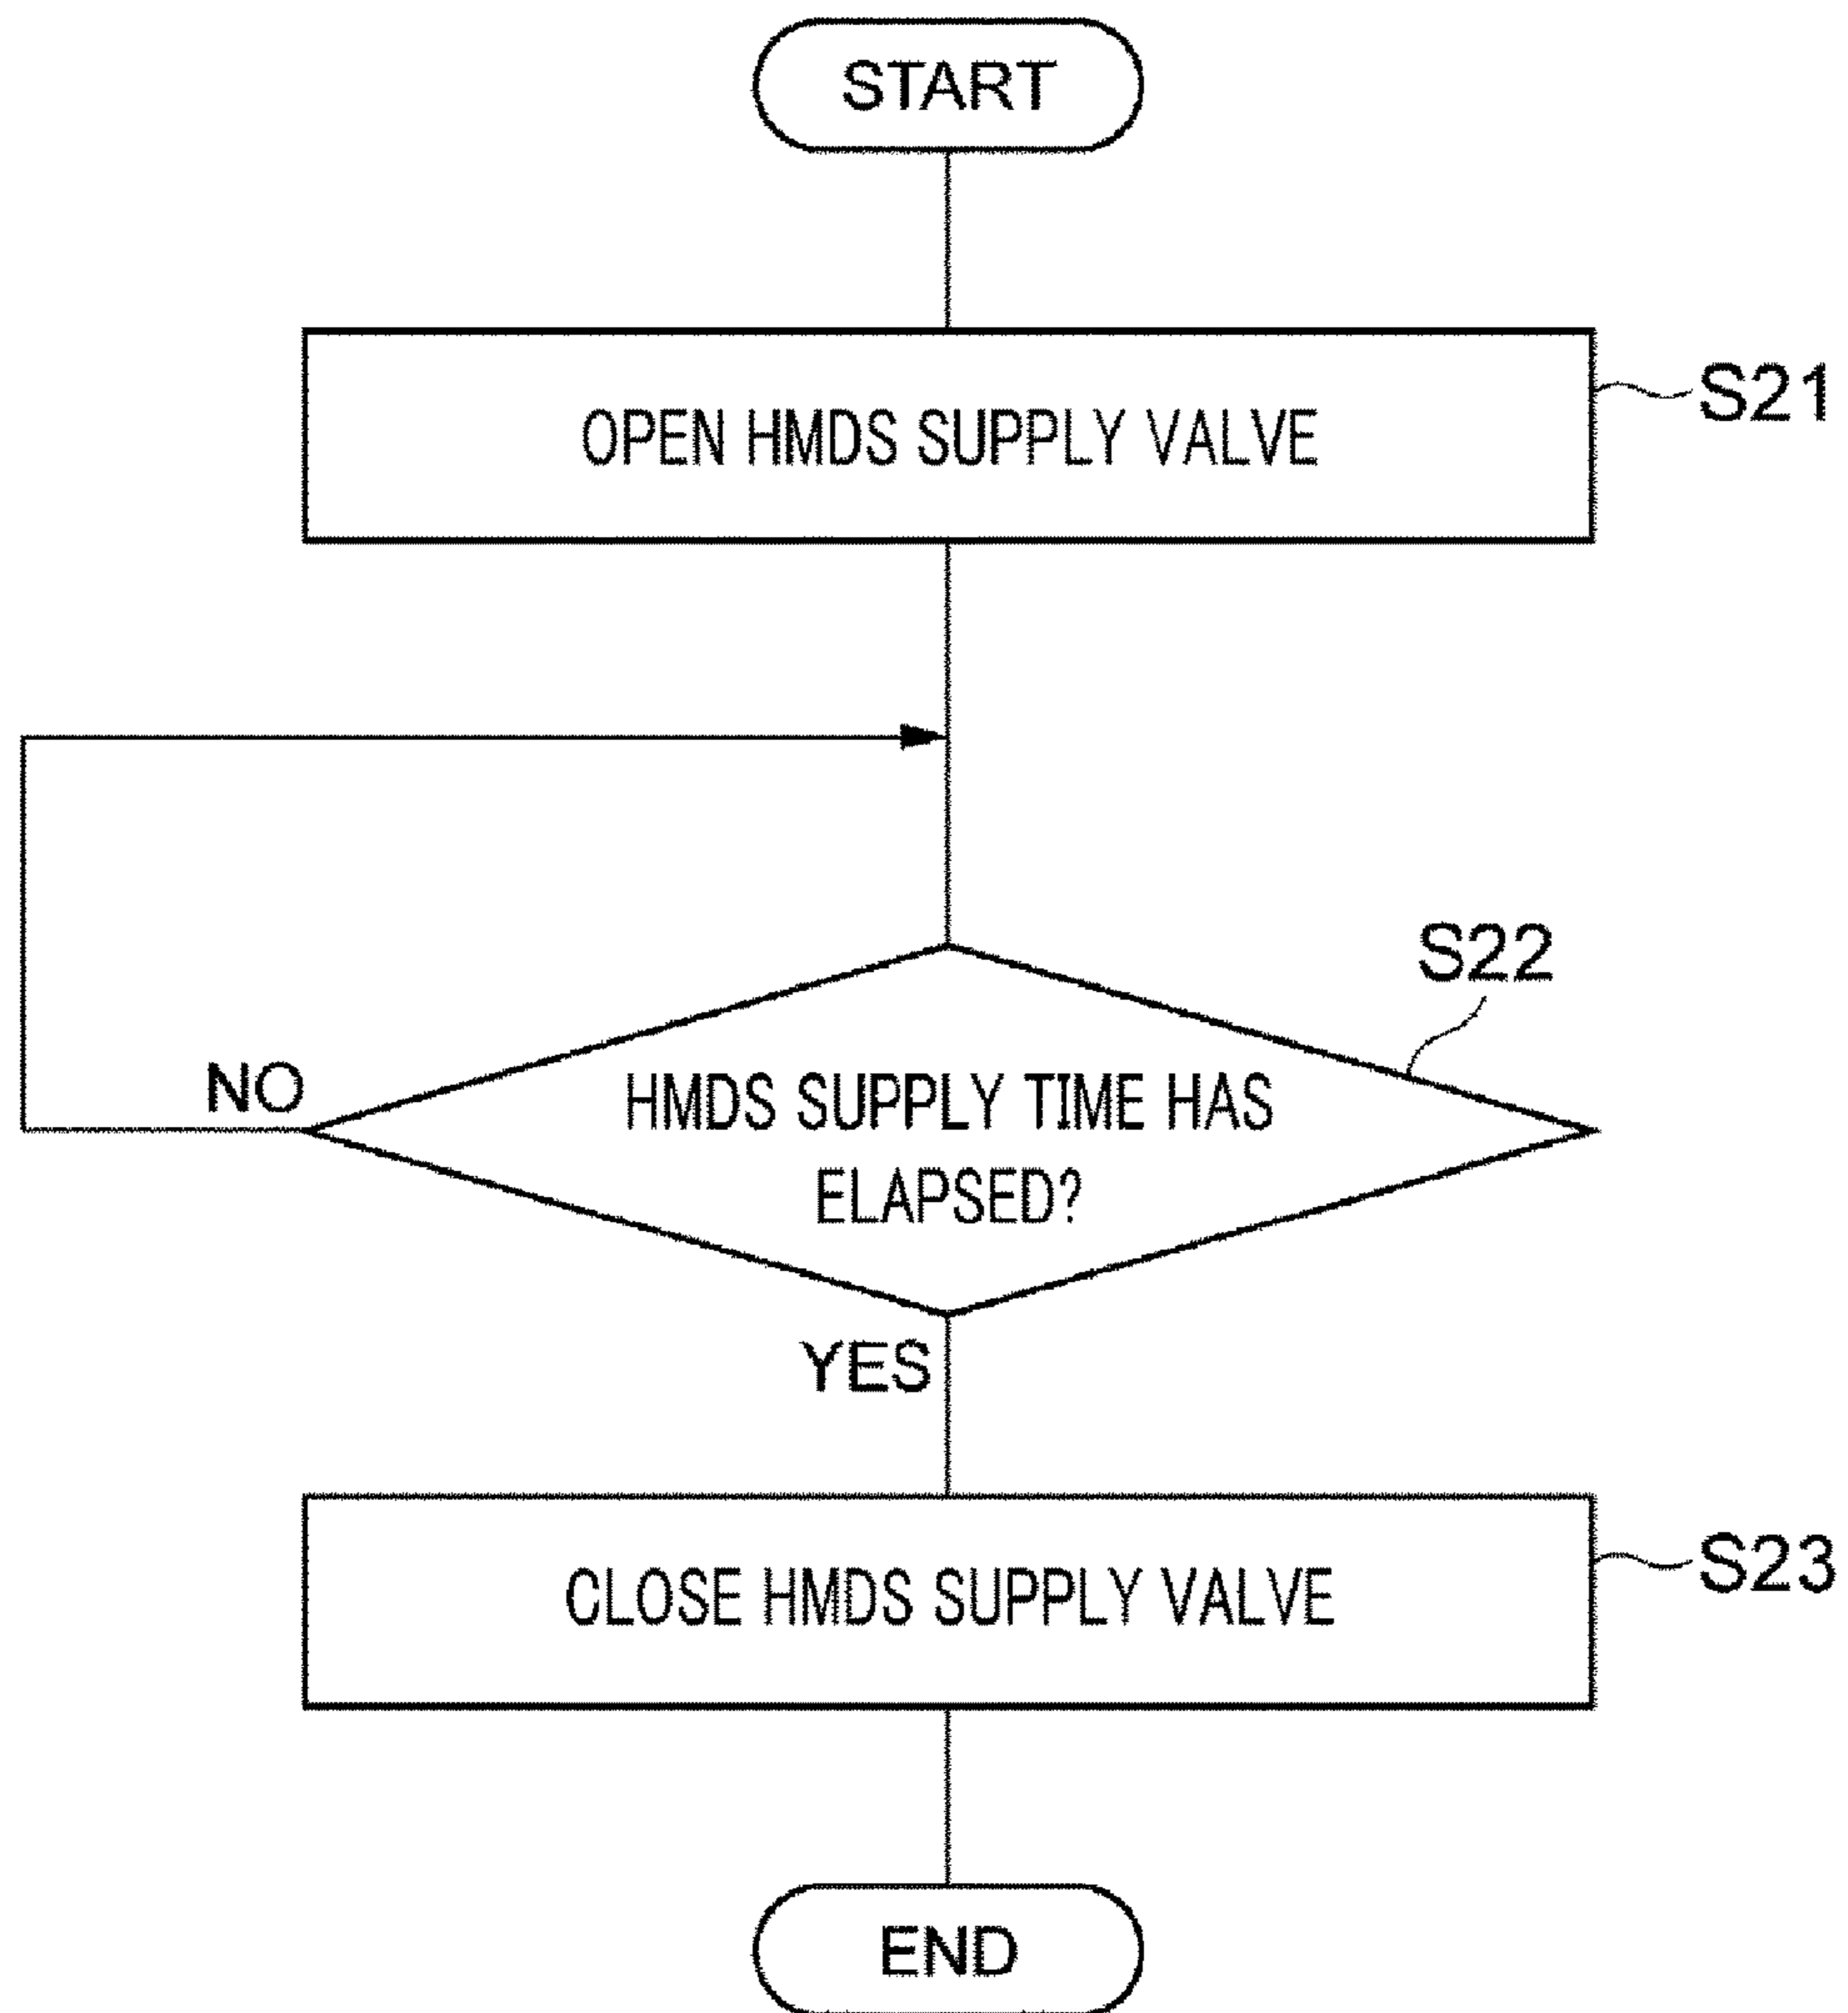 START
OPEN HMDS SUPPLY VALVE
S21
S22
NO
HMDS SUPPLY TIME HAS
ELAPSED?
YES
CLOSE HMDS SUPPLY VALVE
S23
END